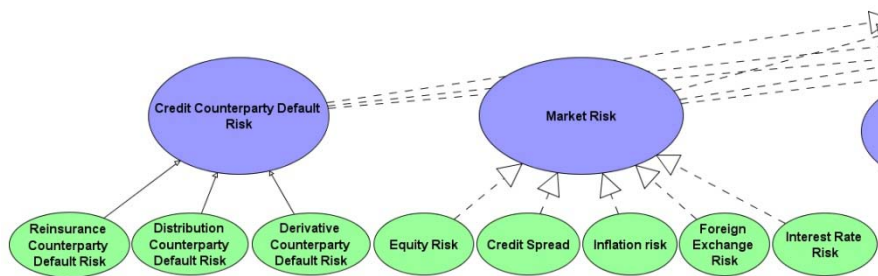 Credit Counterparty Default
Risk
Market Risk
Reinsurance
Counterparty
Default Risk
Distribution
Counterparty
Default Risk
Derivative
Counterparty
Default Risk
Equity Risk
Credit Spread
Inflation risk
Foreign
Exchange
Risk
Interest Rate
Risk